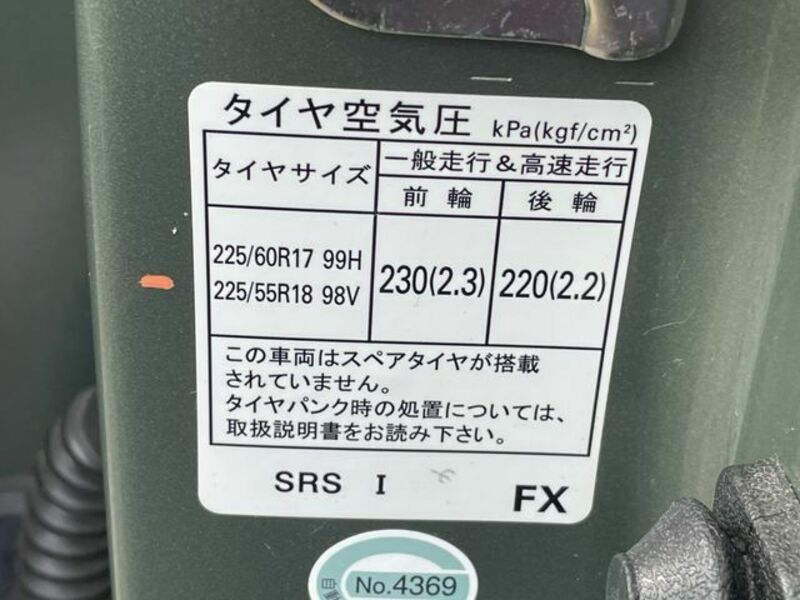 タイヤ空気圧 kPa(kgf/cm²)
タイヤサイズ 一般走行&高速走行
前輪 後輪
225/60R17 99H
225/55R18 98V
230(2.3) 220(2.2)
この車両はスペアタイヤが搭載
されていません。
タイヤパンク時の処置については、
取扱説明書をお読み下さい。
SRS I FX
No.4369